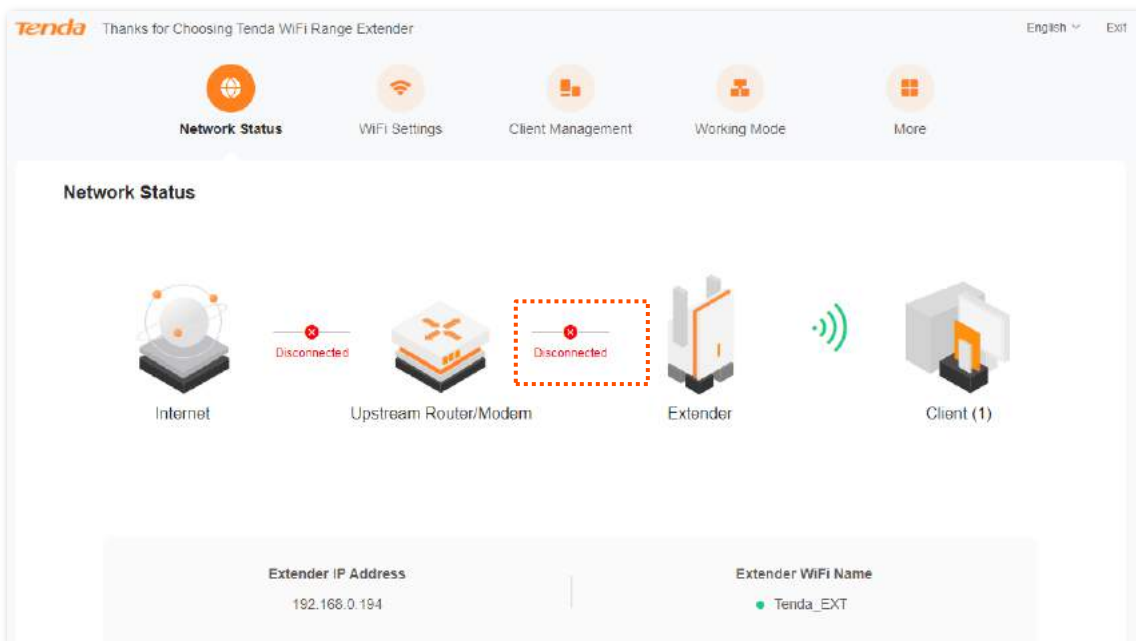 Tenda Thanks for Choosing Tenda WiFi Range Extender English Exit
Network Status WiFi Settings Client Management Working Mode More
Network Status
Disconnected Disconnected
Internet Upstream Router/Modem Extender Client (1)
Extender IP Address Extender WiFi Name
192.168.0.194 Tenda_EXT